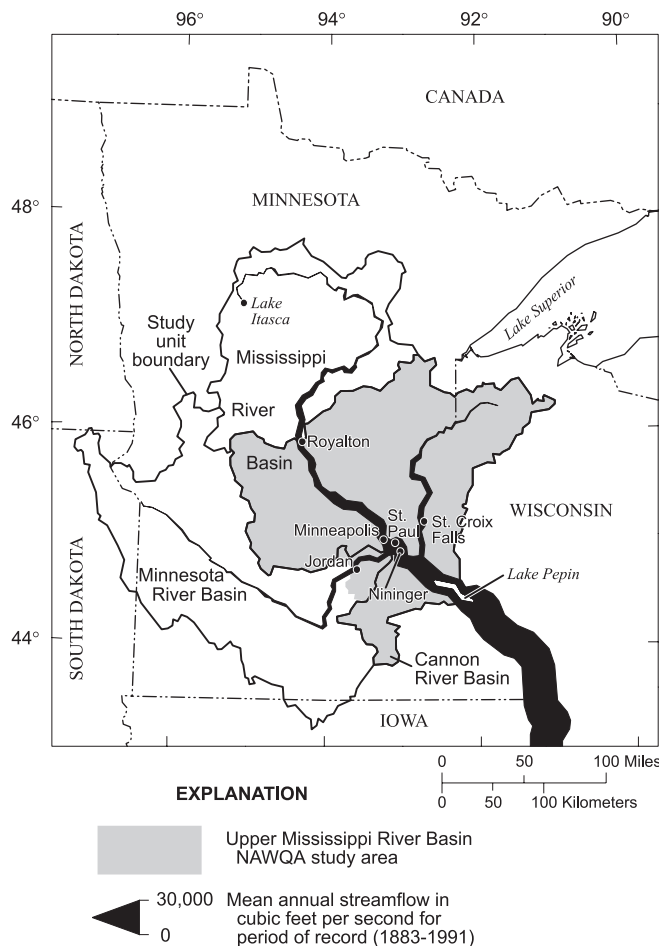 96°
94°
92°
90°
CANADA
48°
MINNESOTA
NORTH DAKOTA
Lake Superior
Lake
Itasca
Study
unit
boundary
Mississippi
River
46°
Royalton
Basin
WISCONSIN
St.
Paul
St. Croix
Falls
Minneapolis
Jordan
Lake Pepin
Minnesota
River Basin
Nininger
SOUTH DAKOTA
44°
Cannon
River Basin
IOWA
0 50 100 Miles
0 50 100 Kilometers
EXPLANATION
Upper Mississippi River Basin
NAWQA study area
30,000
0
Mean annual streamflow in
cubic feet per second for
period of record (1883-1991)